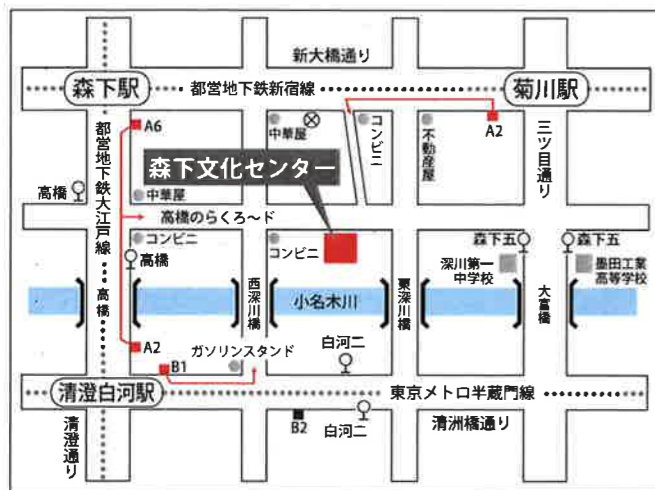 新大橋通り
森下駅
都営地下鉄新宿線
菊川駅
A6
中華屋
コンビニ
不動産屋
A2
三ツ目通り
都営地下鉄大江戸線
森下文化センター
高橋
中華屋
高橋のらくろ〜ド
コンビニ
高橋
コンビニ
森下五
森下五
深川第一
中学校
墨田工業
高等学校
高橋
西深川橋
小名木川
東深川橋
大富橋
A2
B1
ガソリンスタンド
白河二
清澄白河駅
東京メトロ半蔵門線
清澄通り
B2
白河二
清洲橋通り